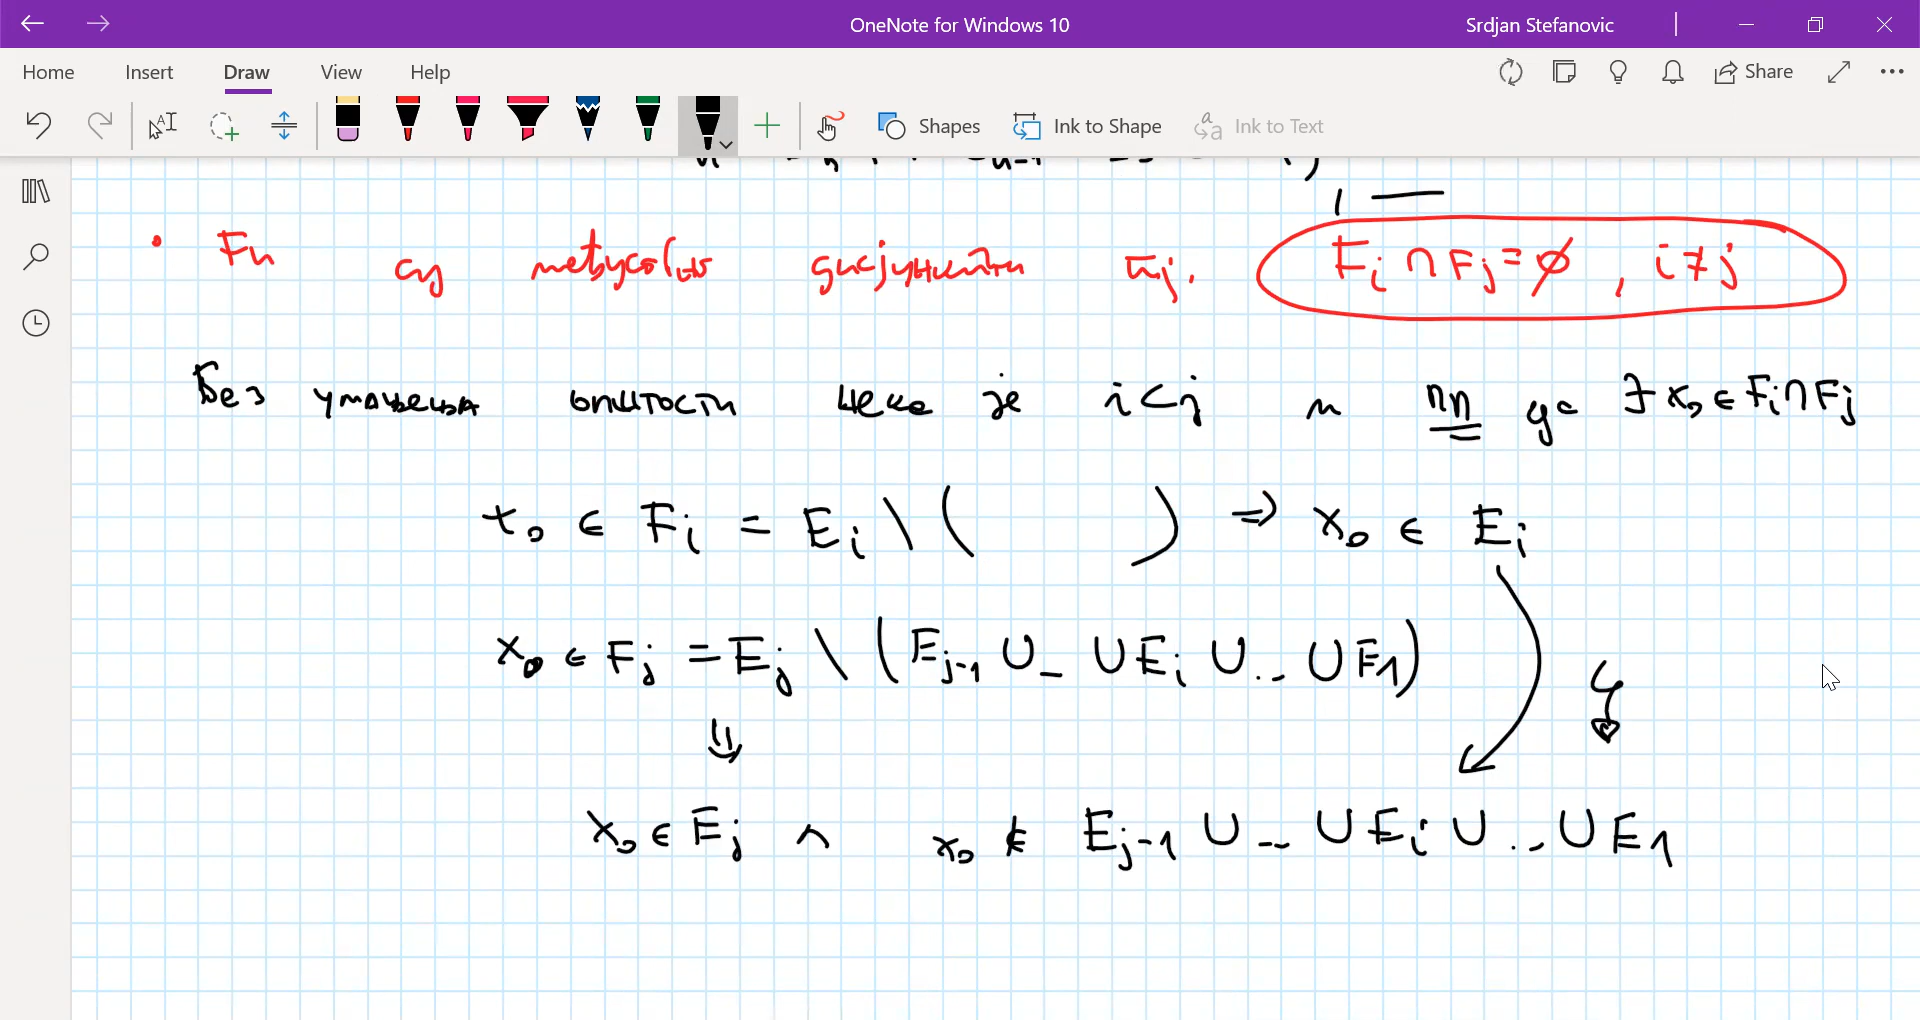 OneNote for Windows 10 Srdjan Stefanovic
Home Insert Draw View Help Share
Shapes Ink to Shape Ink to Text
• Fn су међусобно дисјунктни тј. Fi ∩ Fj = ∅, i ≠ j
Без умањења општости нека је i < j и пп да ∃ x₀ ∈ Fi ∩ Fj
x₀ ∈ Fi = Ei \ ( ) ⇒ x₀ ∈ Ei
x₀ ∈ Fj = Ej \ (Ej-1 ∪ .. ∪ Ei ∪ ... ∪ E1)
⇓
x₀ ∈ Ej ∧ x₀ ∉ Ej-1 ∪ .. ∪ Ei ∪ ... ∪ E1